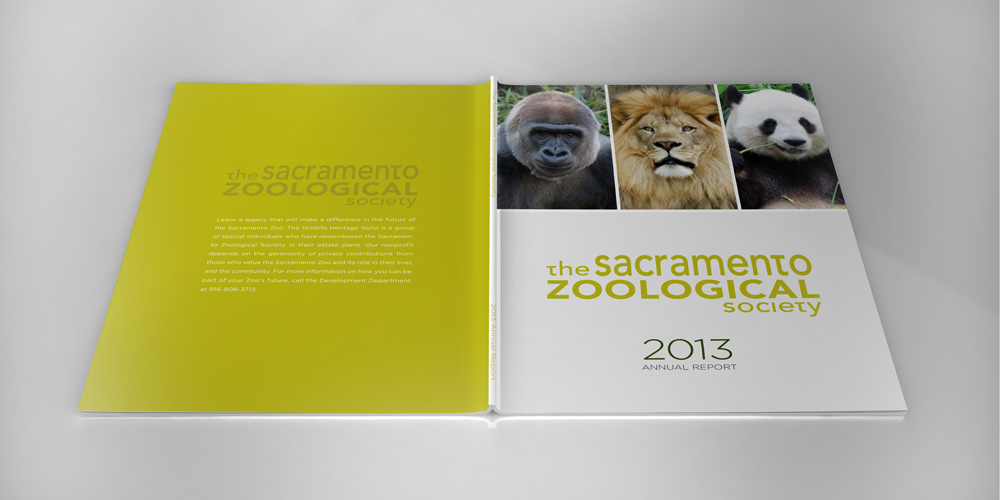 the sacramento
ZOOLOGICAL
society
Leave a legacy that will make a difference in the future of
the Sacramento Zoo. The Wildlife Heritage Guild is a group
of special individuals who have remembered the Sacramen-
to Zoological Society in their estate plans. Our nonprofit
depends on the generosity of private contributions from
those who value the Sacramento Zoo and its role in their lives
and the community. For more information on how you can be
part of your Zoo's future, call the Development Department
at 916-808-3713.
2013 Annual Report
the sacramento
ZOOLOGICAL
society
2013
ANNUAL REPORT